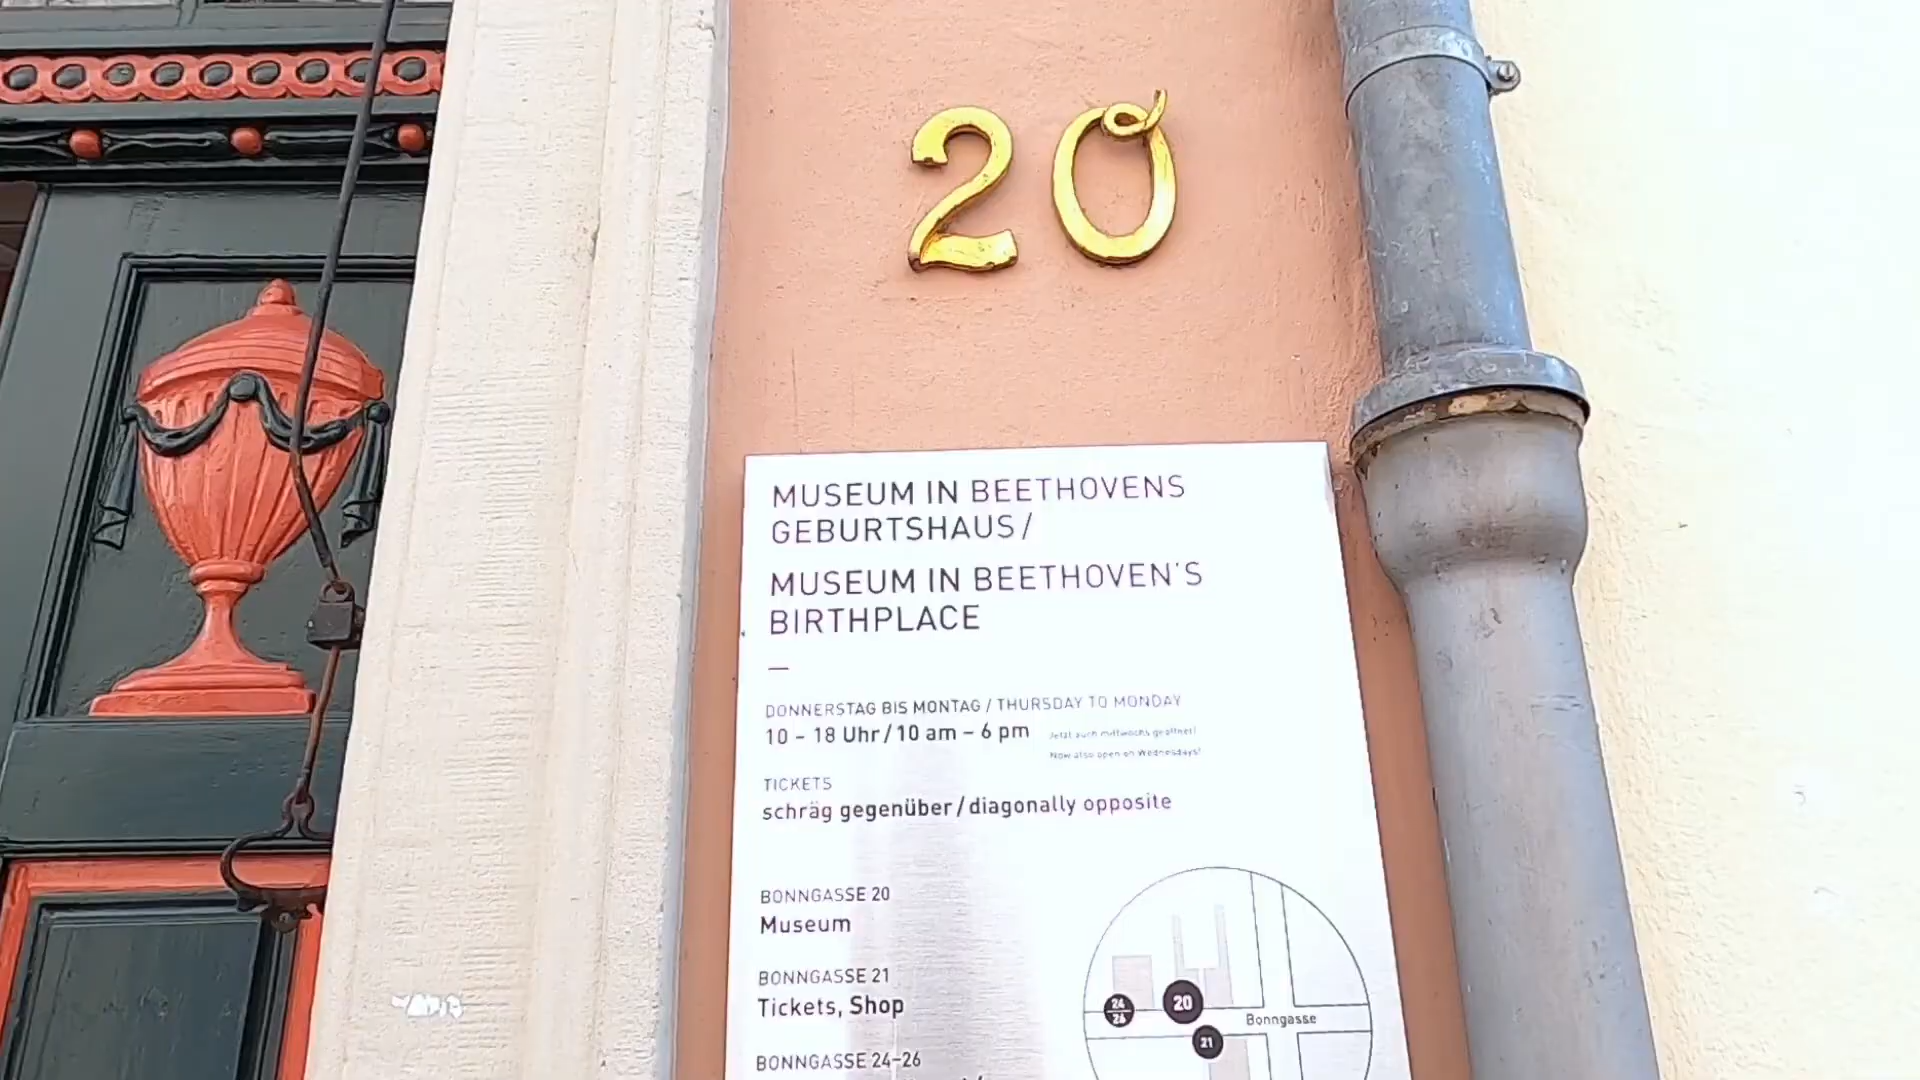 20
MUSEUM IN BEETHOVENS
GEBURTSHAUS/
MUSEUM IN BEETHOVEN'S
BIRTHPLACE
DONNERSTAG BIS MONTAG / THURSDAY TO MONDAY
10 – 18 Uhr / 10 am – 6 pm
Jetzt auch mittwochs geöffnet!
Now also open on Wednesdays!
TICKETS
schräg gegenüber / diagonally opposite
BONNGASSE 20
Museum
BONNGASSE 21
Tickets, Shop
BONNGASSE 24–26
24
26
20
Bonngasse
21